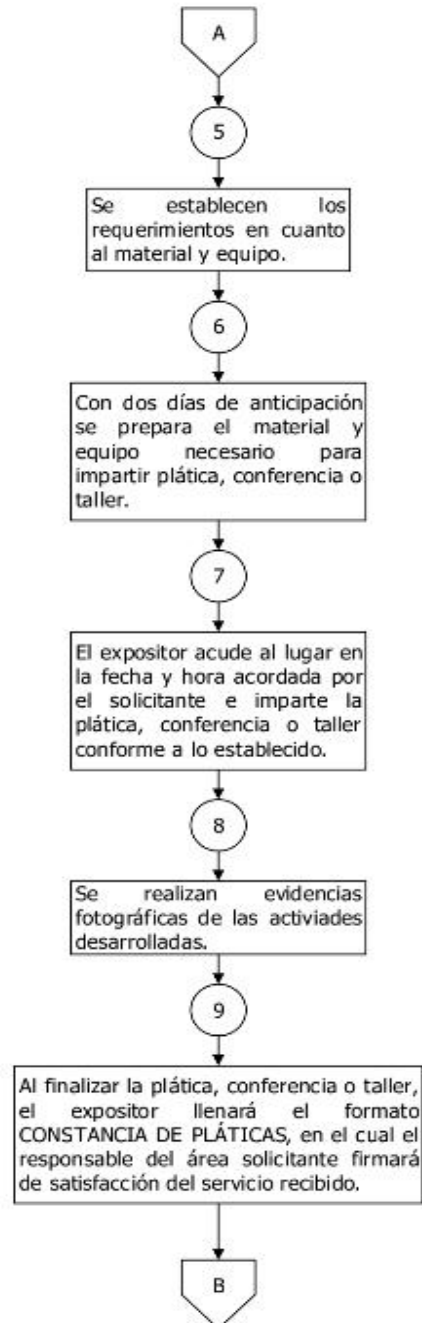 A
5
Se establecen los
requerimientos en cuanto
al material y equipo.
6
Con dos días de anticipación
se prepara el material y
equipo necesario para
impartir plática, conferencia o
taller.
7
El expositor acude al lugar en
la fecha y hora acordada por
el solicitante e imparte la
plática, conferencia o taller
conforme a lo establecido.
8
Se realizan evidencias
fotográficas de las activiades
desarrolladas.
9
Al finalizar la plática, conferencia o taller,
el expositor llenará el formato
CONSTANCIA DE PLÁTICAS, en el cual el
responsable del área solicitante firmará
de satisfacción del servicio recibido.
B